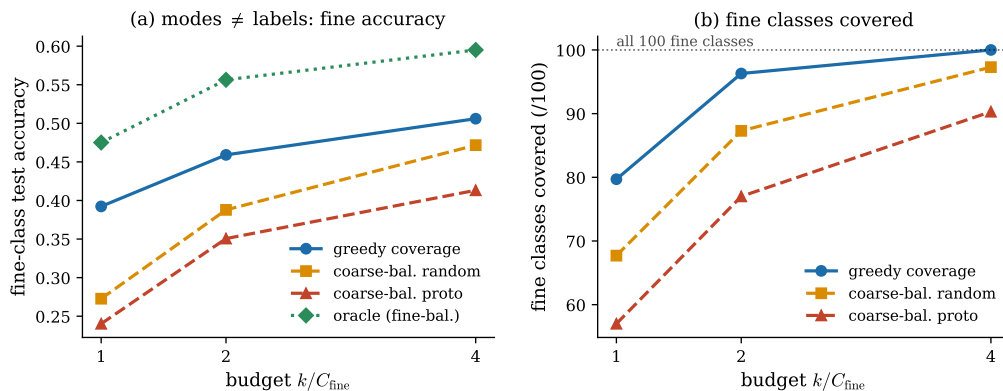 (a) modes ≠ labels: fine accuracy
fine-class test accuracy
0.60
0.55
0.50
0.45
0.40
0.35
0.30
0.25
greedy coverage
coarse-bal. random
coarse-bal. proto
oracle (fine-bal.)
1
2
4
budget k/C_fine
(b) fine classes covered
fine classes covered (/100)
all 100 fine classes
100
90
80
70
60
greedy coverage
coarse-bal. random
coarse-bal. proto
1
2
4
budget k/C_fine